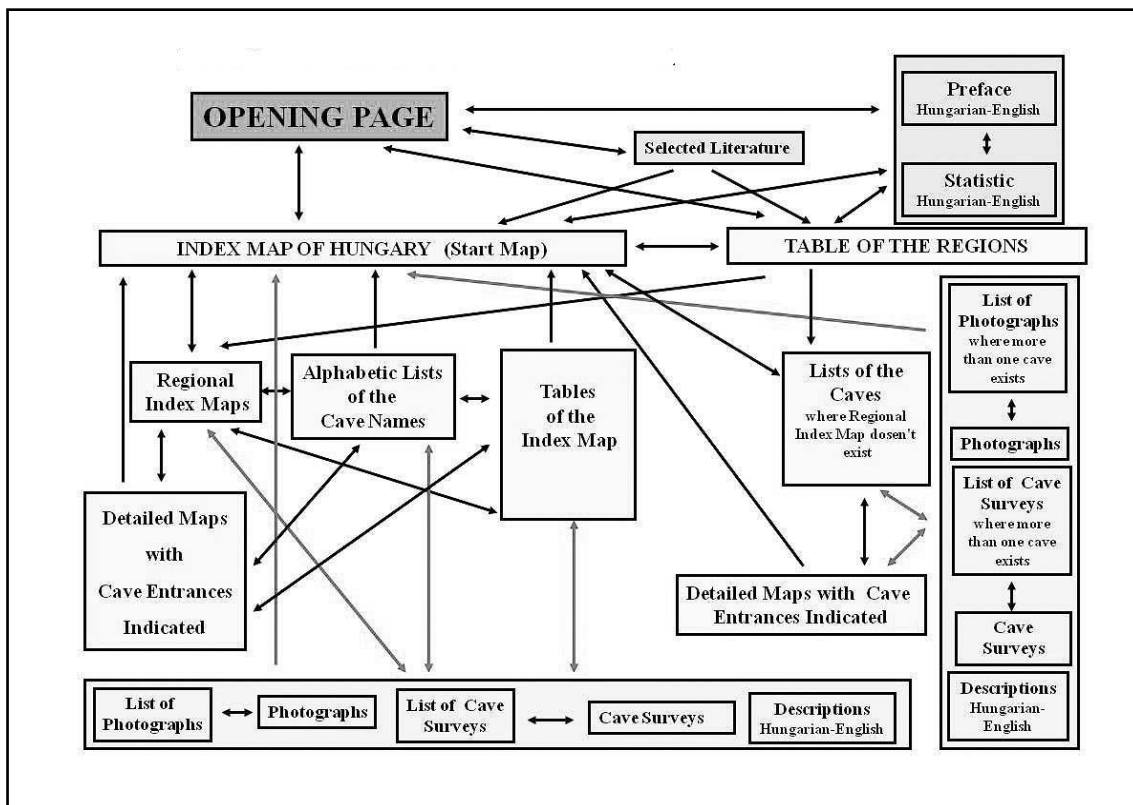 OPENING PAGE
Preface
Hungarian-English
Selected Literature
Statistic
Hungarian-English
INDEX MAP OF HUNGARY (Start Map)
TABLE OF THE REGIONS
List of
Photographs
where more
than one cave
exists
Regional
Index Maps
Alphabetic Lists
of the
Cave Names
Tables
of the
Index Map
Lists of the
Caves
where Regional
Index Map dosen't
exist
Photographs
List of Cave
Surveys
where more
than one cave
exists
Detailed Maps
with
Cave Entrances
Indicated
Detailed Maps with Cave
Entrances Indicated
Cave
Surveys
Descriptions
Hungarian-
English
List of
Photographs
Photographs
List of Cave
Surveys
Cave Surveys
Descriptions
Hungarian-English